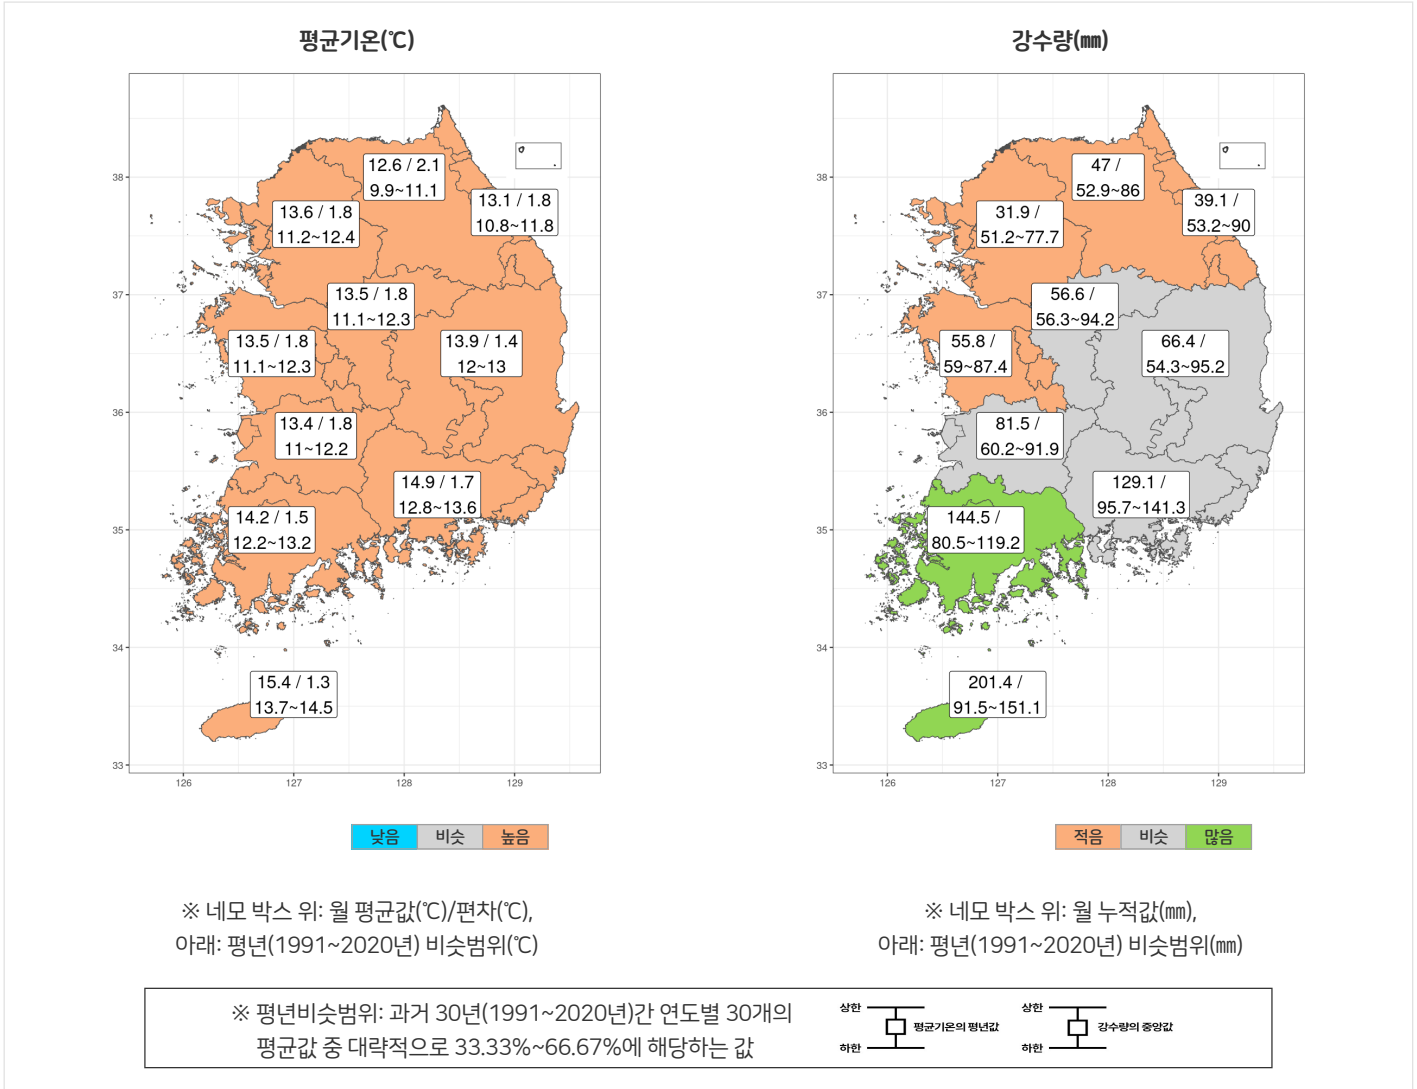 평균기온(℃)
12.6 / 2.1
9.9~11.1
13.1 / 1.8
10.8~11.8
13.6 / 1.8
11.2~12.4
13.5 / 1.8
11.1~12.3
13.5 / 1.8
11.1~12.3
13.9 / 1.4
12~13
13.4 / 1.8
11~12.2
14.9 / 1.7
12.8~13.6
14.2 / 1.5
12.2~13.2
15.4 / 1.3
13.7~14.5
38
37
36
35
34
33
126
127
128
129
낮음
비슷
높음
※ 네모 박스 위: 월 평균값(℃)/편차(℃),
아래: 평년(1991~2020년) 비슷범위(℃)
강수량(㎜)
47 /
52.9~86
39.1 /
53.2~90
31.9 /
51.2~77.7
56.6 /
56.3~94.2
55.8 /
59~87.4
66.4 /
54.3~95.2
81.5 /
60.2~91.9
129.1 /
95.7~141.3
144.5 /
80.5~119.2
201.4 /
91.5~151.1
38
37
36
35
34
33
126
127
128
129
적음
비슷
많음
※ 네모 박스 위: 월 누적값(㎜),
아래: 평년(1991~2020년) 비슷범위(㎜)
※ 평년비슷범위: 과거 30년(1991~2020년)간 연도별 30개의
평균값 중 대략적으로 33.33%~66.67%에 해당하는 값
상한
평균기온의 평년값
하한
상한
강수량의 중앙값
하한